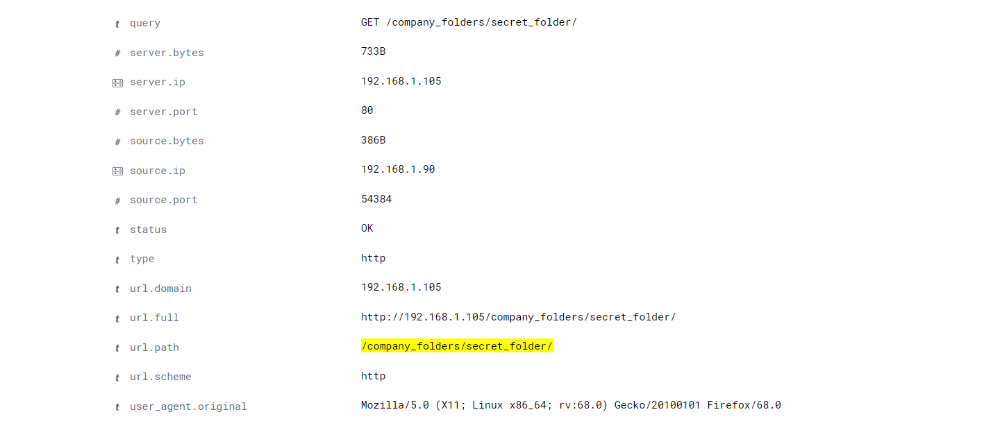 t query GET /company_folders/secret_folder/
# server.bytes 733B
server.ip 192.168.1.105
# server.port 80
# source.bytes 386B
source.ip 192.168.1.90
# source.port 54384
t status OK
t type http
t url.domain 192.168.1.105
t url.full http://192.168.1.105/company_folders/secret_folder/
t url.path /company_folders/secret_folder/
t url.scheme http
t user_agent.original Mozilla/5.0 (X11; Linux x86_64; rv:68.0) Gecko/20100101 Firefox/68.0